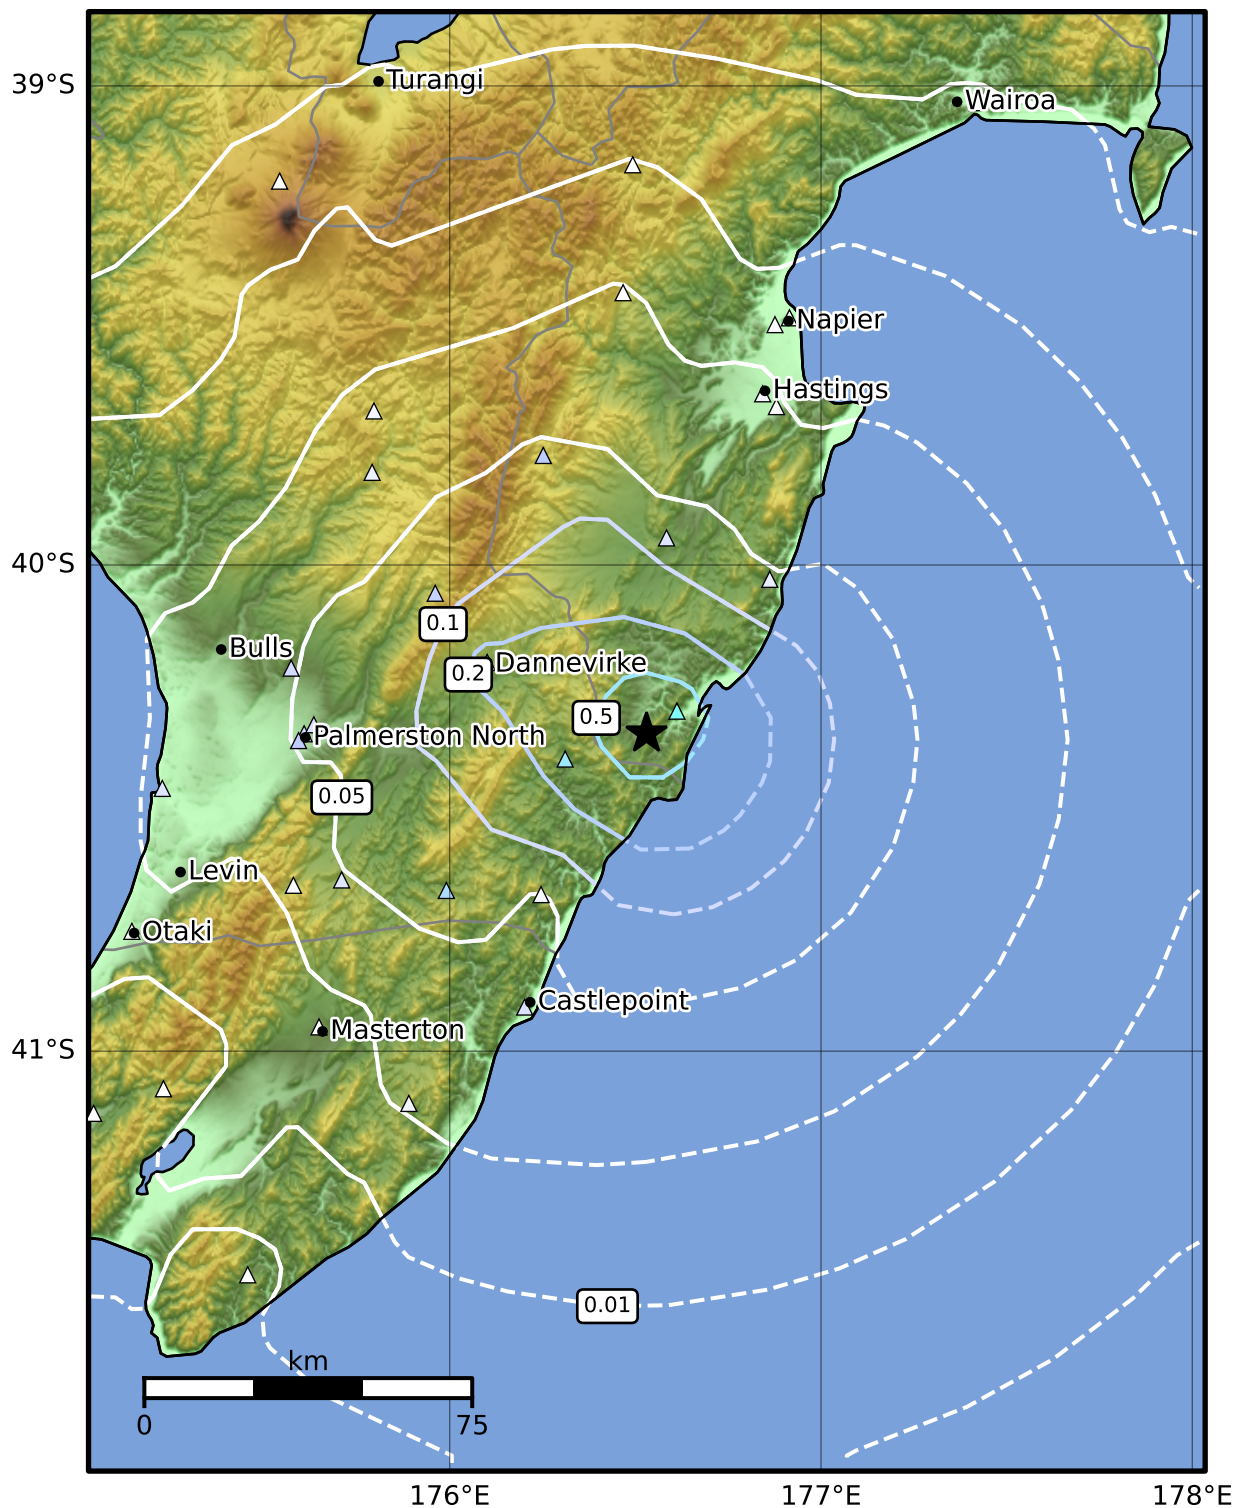 39°S
Turangi
Wairoa
Napier
Hastings
40°S
0.1
Bulls
Dannevirke
0.2
0.5
Palmerston North
0.05
Levin
Otaki
Castlepoint
Masterton
41°S
0.01
km
0 75
176°E 177°E 178°E